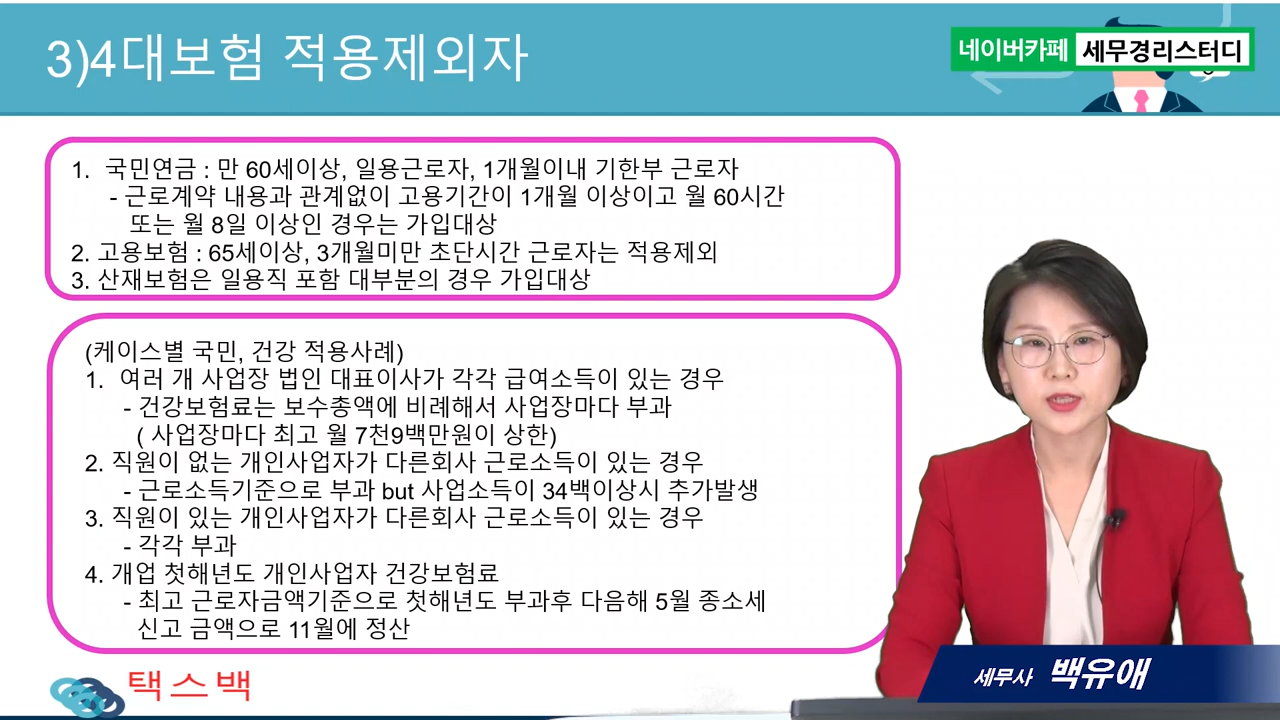 3)4대보험 적용제외자
네이버카페 세무경리스터디
1. 국민연금 : 만 60세이상, 일용근로자, 1개월이내 기한부 근로자
- 근로계약 내용과 관계없이 고용기간이 1개월 이상이고 월 60시간
또는 월 8일 이상인 경우는 가입대상
2. 고용보험 : 65세이상, 3개월미만 초단시간 근로자는 적용제외
3. 산재보험은 일용직 포함 대부분의 경우 가입대상
(케이스별 국민, 건강 적용사례)
1. 여러 개 사업장 법인 대표이사가 각각 급여소득이 있는 경우
- 건강보험료는 보수총액에 비례해서 사업장마다 부과
( 사업장마다 최고 월 7천9백만원이 상한)
2. 직원이 없는 개인사업자가 다른회사 근로소득이 있는 경우
- 근로소득기준으로 부과 but 사업소득이 34백이상시 추가발생
3. 직원이 있는 개인사업자가 다른회사 근로소득이 있는 경우
- 각각 부과
4. 개업 첫해년도 개인사업자 건강보험료
- 최고 근로자금액기준으로 첫해년도 부과후 다음해 5월 종소세
신고 금액으로 11월에 정산
택스백
세무사 백유애